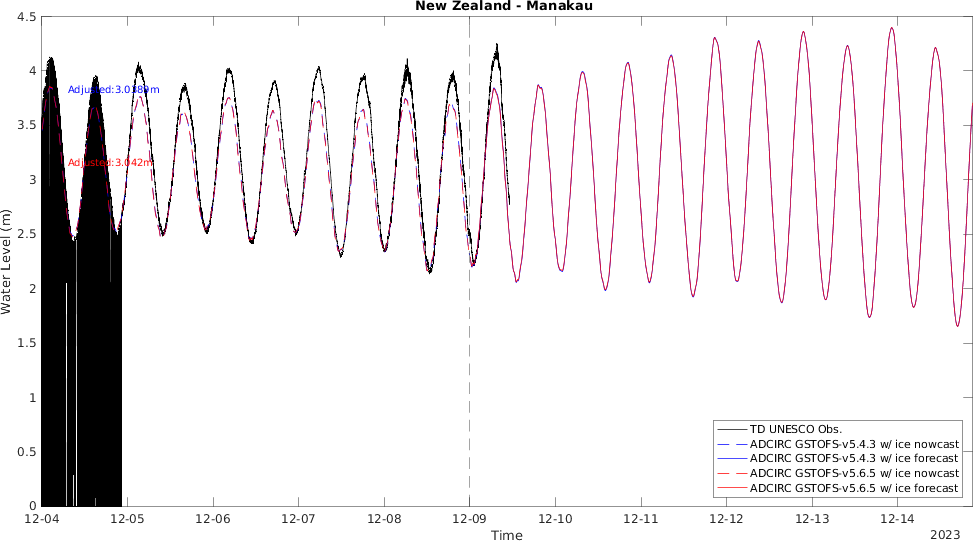 New Zealand - Manakau
4.5
4
3.5
3
2.5
2
1.5
1
0.5
0
Water Level (m)
Adjusted:3.0389m
Adjusted:3.042m
TD UNESCO Obs.
ADCIRC GSTOFS-v5.4.3 w/ ice nowcast
ADCIRC GSTOFS-v5.4.3 w/ ice forecast
ADCIRC GSTOFS-v5.6.5 w/ ice nowcast
ADCIRC GSTOFS-v5.6.5 w/ ice forecast
12-04 12-05 12-06 12-07 12-08 12-09 12-10 12-11 12-12 12-13 12-14
Time
2023